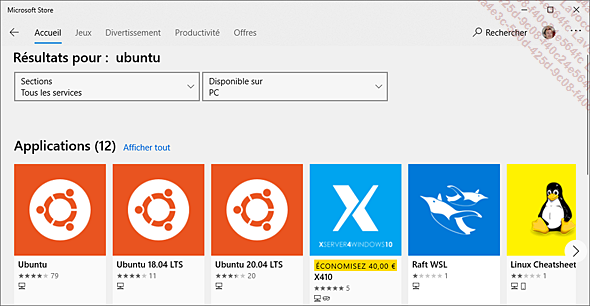 Microsoft Store
Accueil Jeux Divertissement Productivité Offres Rechercher
Résultats pour : ubuntu
Sections
Tous les services
Disponible sur
PC
Applications (12) Afficher tout
XSERVER4WINDOWS10
Ubuntu
79
Ubuntu 18.04 LTS
11
Ubuntu 20.04 LTS
20
ÉCONOMISEZ 40,00 €
X410
5
Raft WSL
1
Linux Cheatsheet
1